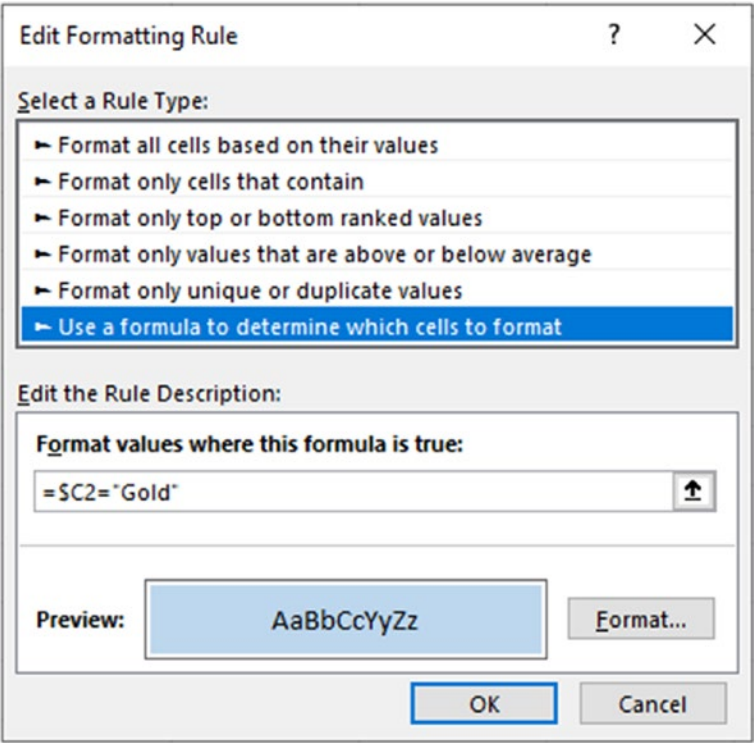 Edit Formatting Rule ? ×
Select a Rule Type:
► Format all cells based on their values
► Format only cells that contain
► Format only top or bottom ranked values
► Format only values that are above or below average
► Format only unique or duplicate values
► Use a formula to determine which cells to format
Edit the Rule Description:
Format values where this formula is true:
=$C2="Gold"
Preview: AaBbCcYyZz Format...
OK Cancel